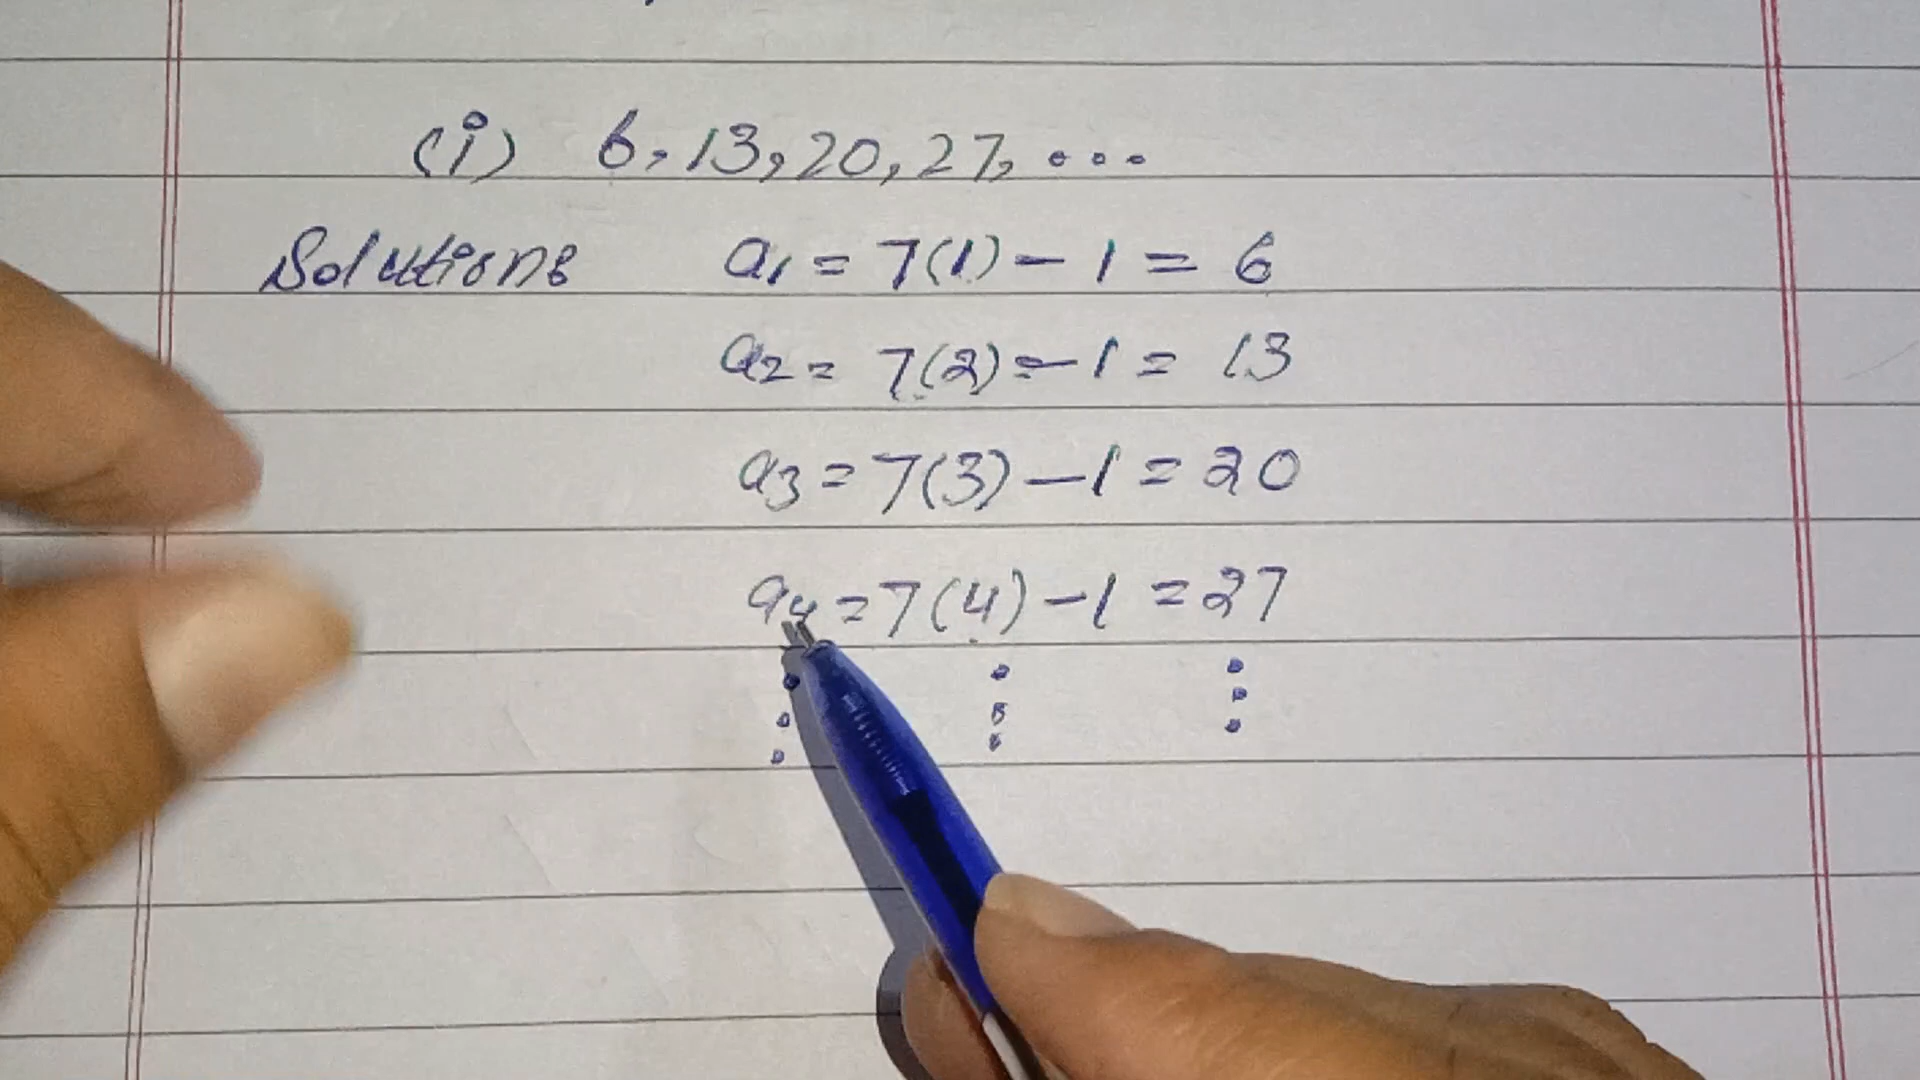 (i) 6, 13, 20, 27, ...
Solutions a1 = 7(1) - 1 = 6
a2 = 7(2) - 1 = 13
a3 = 7(3) - 1 = 20
a4 = 7(4) - 1 = 27